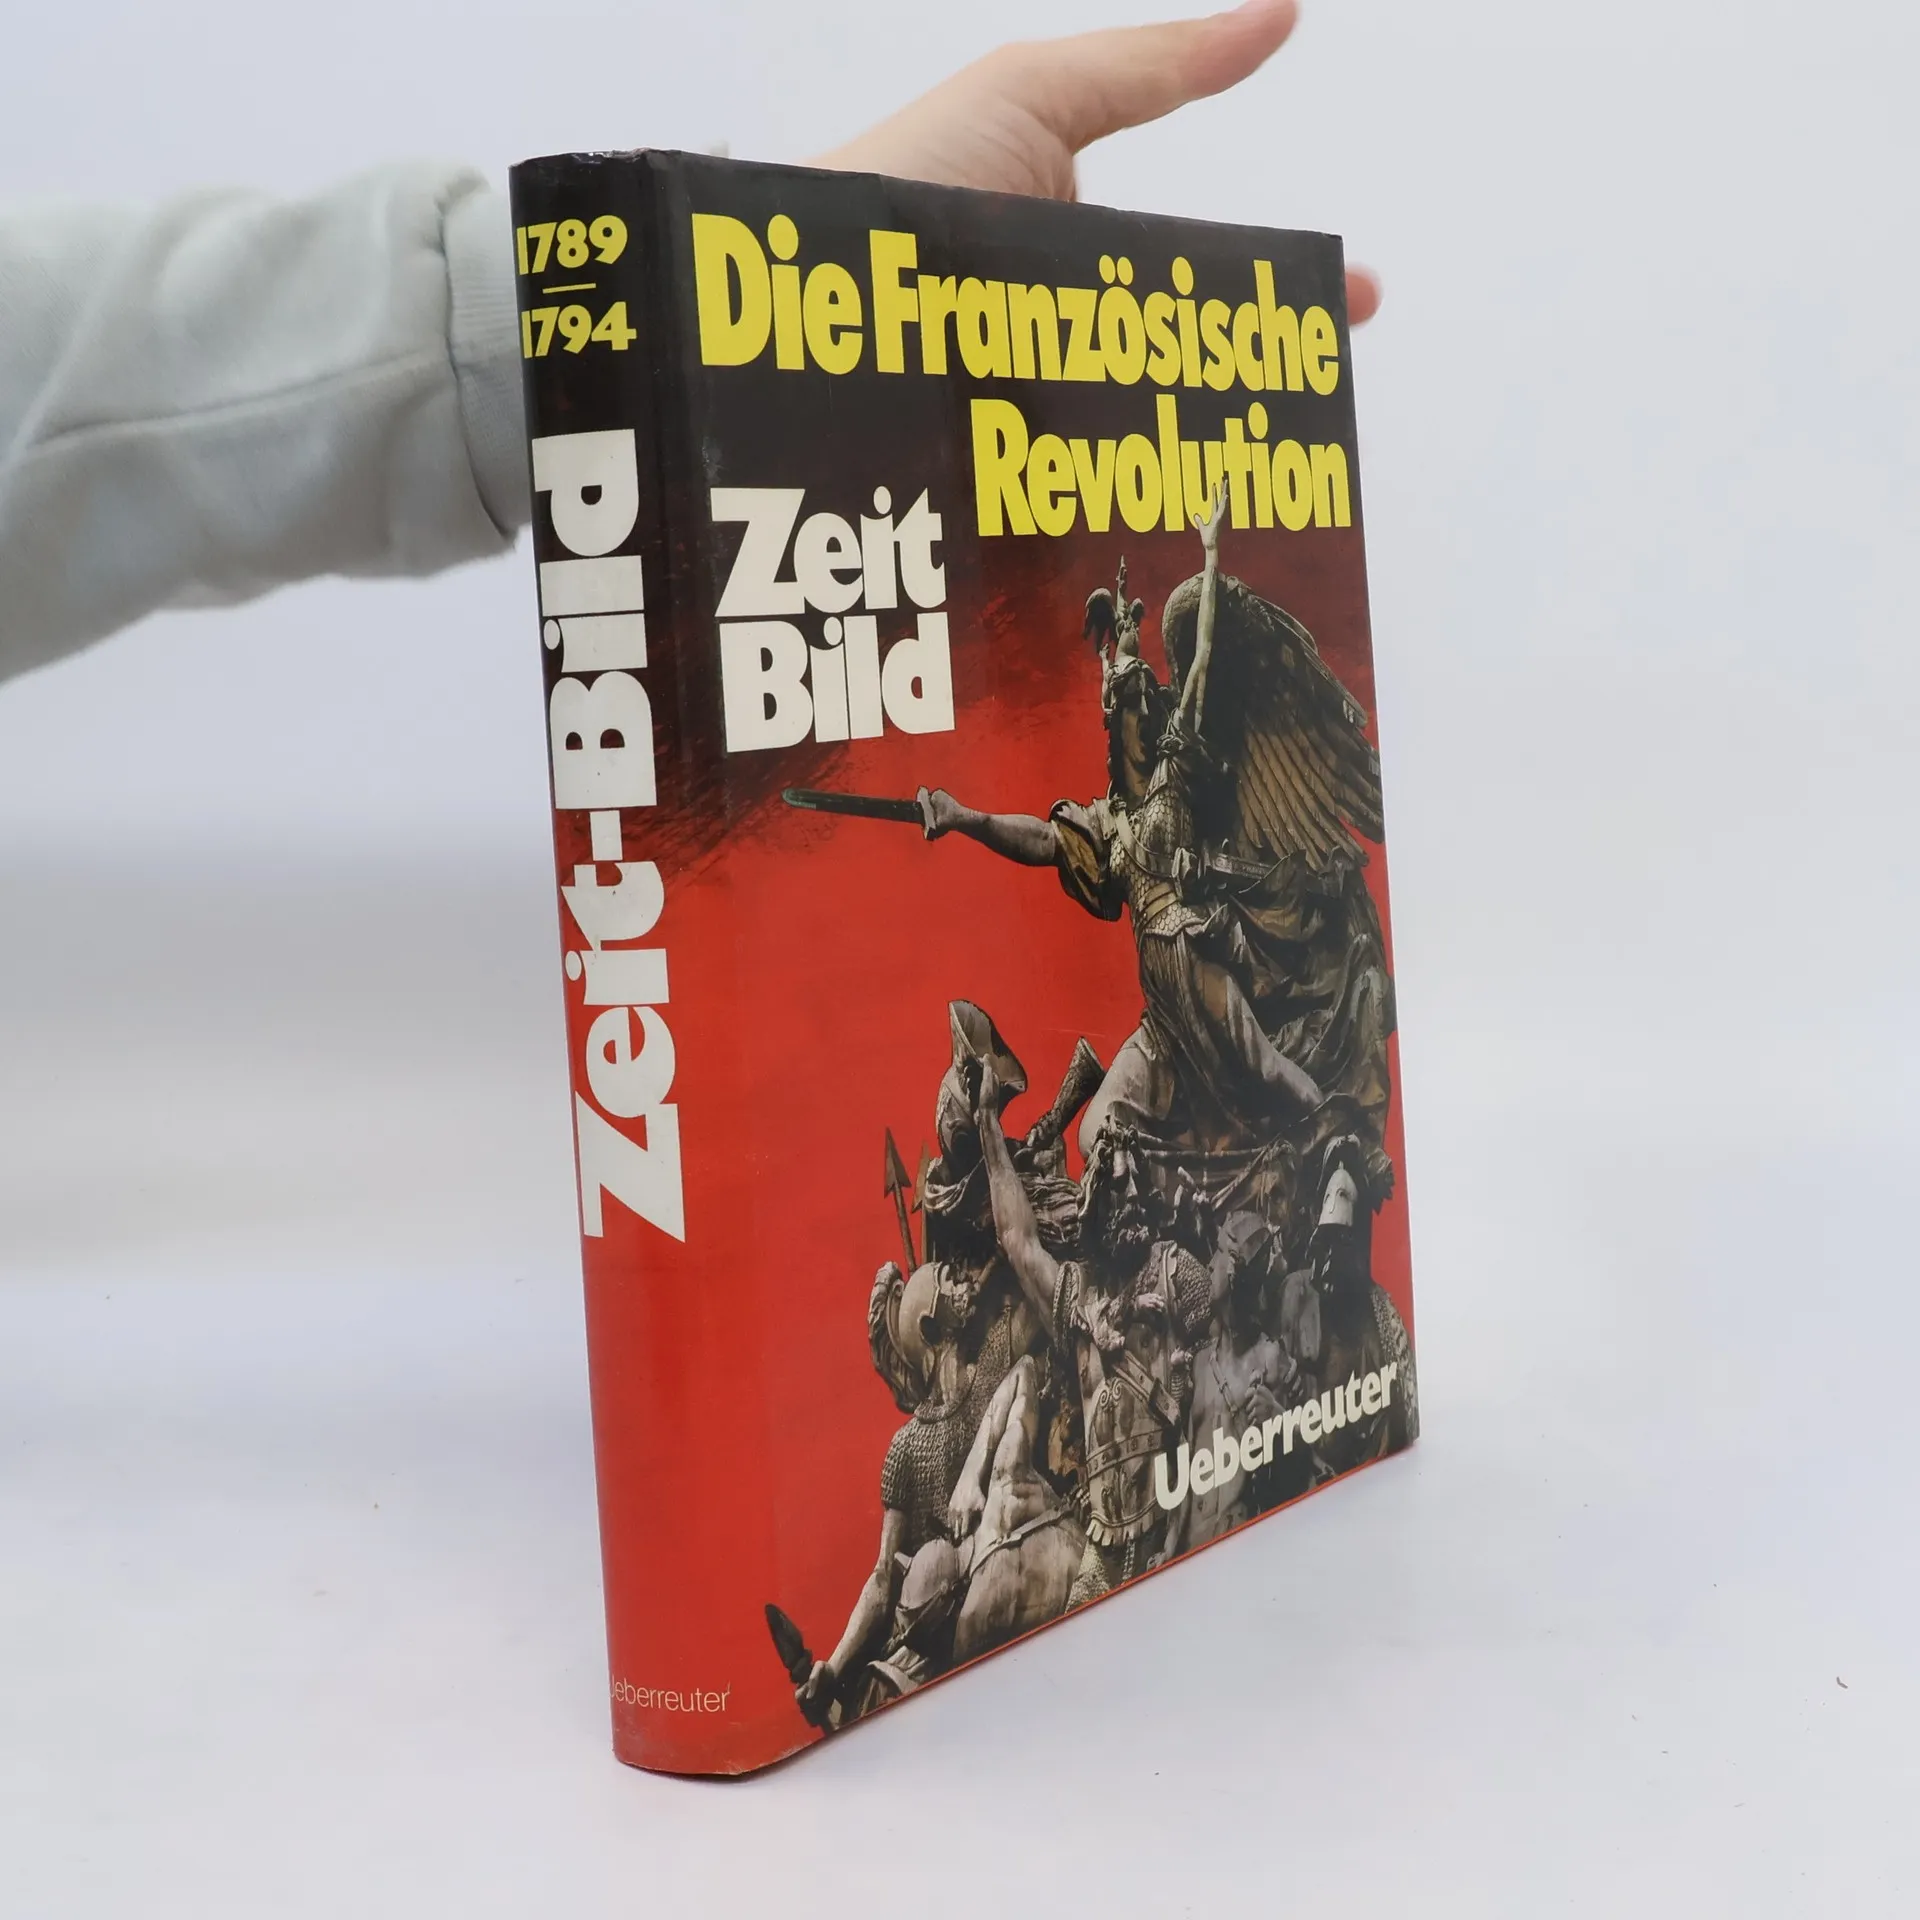 1789
1794
Zeit-Bild
Ueberreuter
Die Französische
Revolution
Zeit
Bild
Ueberreuter